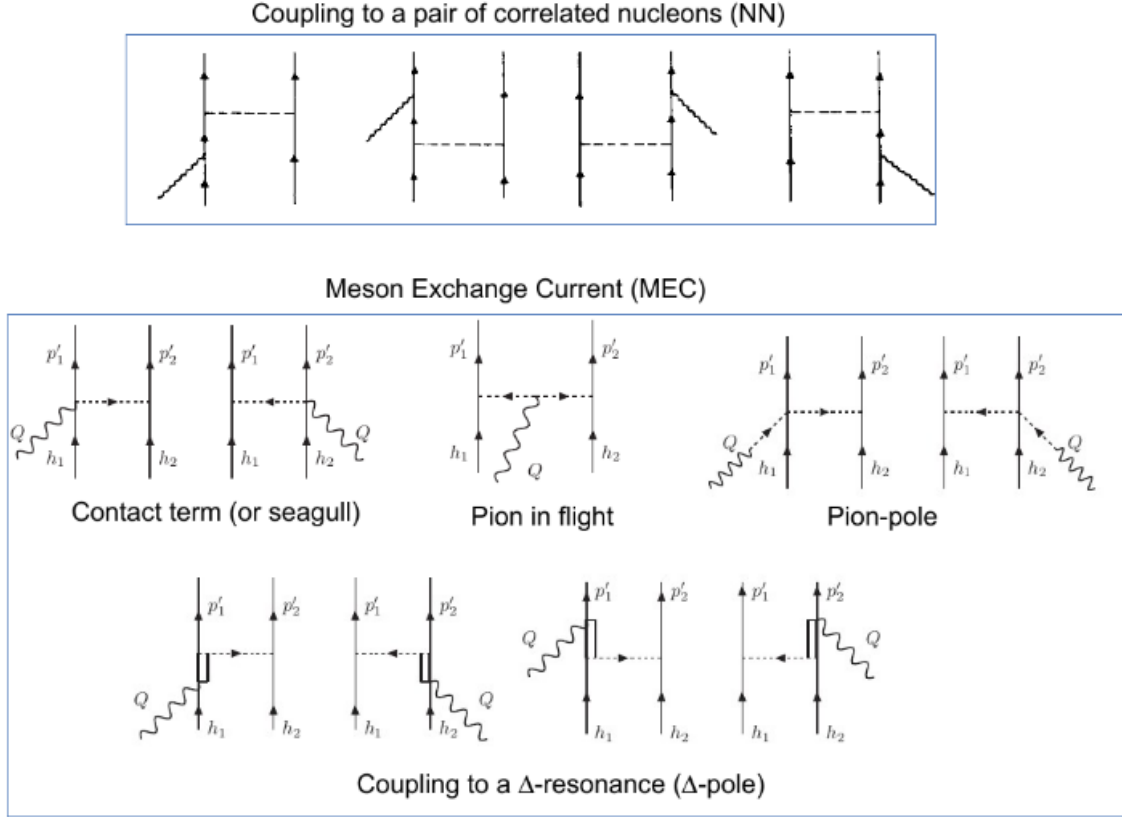 Coupling to a pair of correlated nucleons (NN)
Meson Exchange Current (MEC)
p′₁ p′₂ p′₁ p′₂
Q Q
h₁ h₂ h₁ h₂
Contact term (or seagull)
p′₁ p′₂
h₁ Q h₂
Pion in flight
p′₁ p′₂ p′₁ p′₂
Q Q
h₁ h₂ h₁ h₂
Pion-pole
p′₁ p′₂ p′₁ p′₂
Q Q
h₁ h₂ h₁ h₂
p′₁ p′₂ p′₁ p′₂
Q Q
h₁ h₂ h₁ h₂
Coupling to a Δ-resonance (Δ-pole)